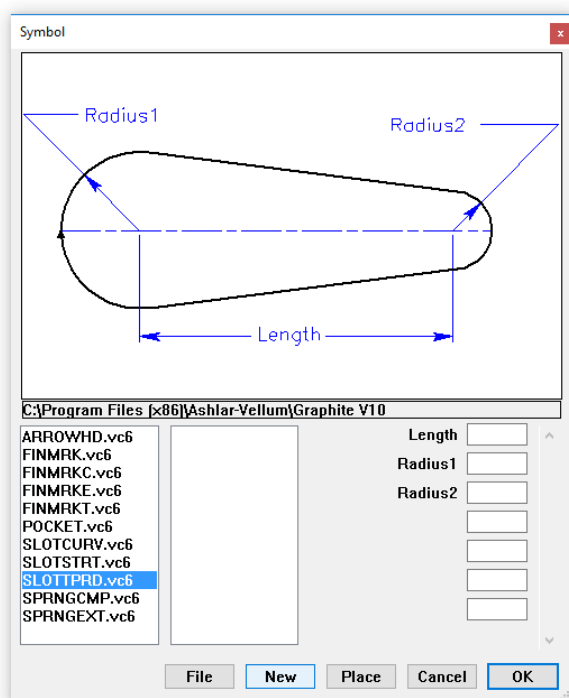 Symbol
x
Radius1
Radius2
Length
C:\Program Files (x86)\Ashlar-Vellum\Graphite V10
ARROWHD.vc6
FINMRK.vc6
FINMRKC.vc6
FINMRKE.vc6
FINMRKT.vc6
POCKET.vc6
SLOTCURV.vc6
SLOTSTRT.vc6
SLOTTPRD.vc6
SPRNGCMP.vc6
SPRNGEXT.vc6
Length
Radius1
Radius2
File New Place Cancel OK